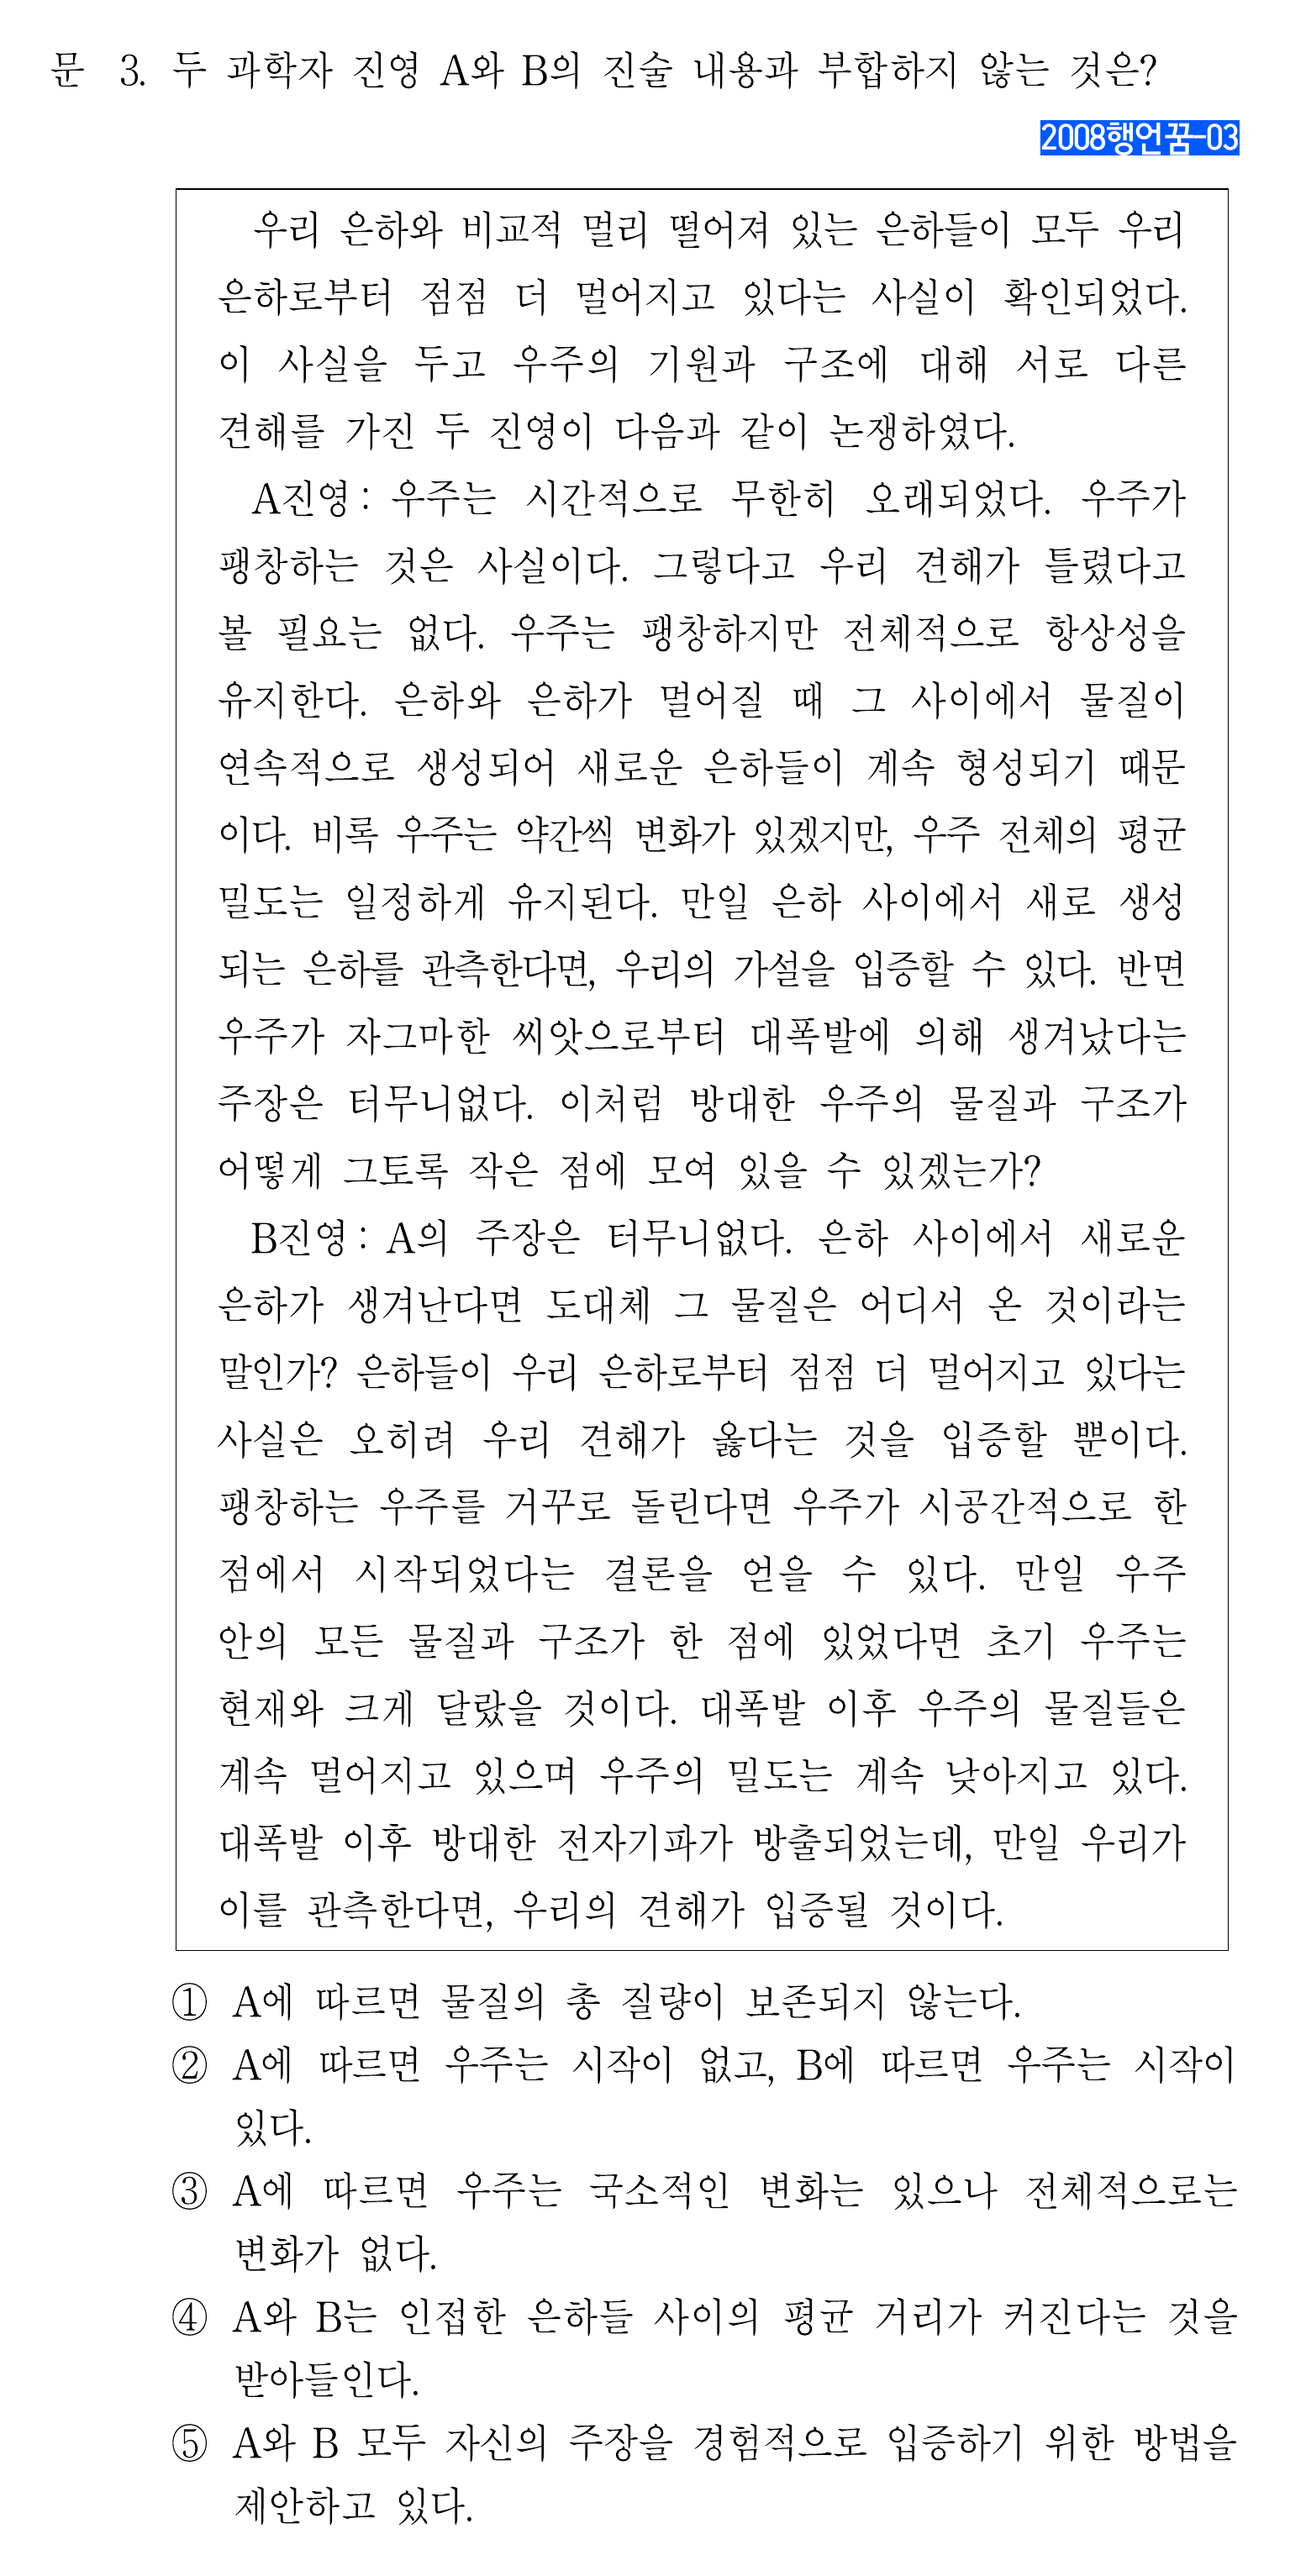 문 3. 두 과학자 진영 A와 B의 진술 내용과 부합하지 않는 것은?
2008행언꿈-03
우리 은하와 비교적 멀리 떨어져 있는 은하들이 모두 우리
은하로부터 점점 더 멀어지고 있다는 사실이 확인되었다.
이 사실을 두고 우주의 기원과 구조에 대해 서로 다른
견해를 가진 두 진영이 다음과 같이 논쟁하였다.
A진영: 우주는 시간적으로 무한히 오래되었다. 우주가
팽창하는 것은 사실이다. 그렇다고 우리 견해가 틀렸다고
볼 필요는 없다. 우주는 팽창하지만 전체적으로 항상성을
유지한다. 은하와 은하가 멀어질 때 그 사이에서 물질이
연속적으로 생성되어 새로운 은하들이 계속 형성되기 때문
이다. 비록 우주는 약간씩 변화가 있겠지만, 우주 전체의 평균
밀도는 일정하게 유지된다. 만일 은하 사이에서 새로 생성
되는 은하를 관측한다면, 우리의 가설을 입증할 수 있다. 반면
우주가 자그마한 씨앗으로부터 대폭발에 의해 생겨났다는
주장은 터무니없다. 이처럼 방대한 우주의 물질과 구조가
어떻게 그토록 작은 점에 모여 있을 수 있겠는가?
B진영: A의 주장은 터무니없다. 은하 사이에서 새로운
은하가 생겨난다면 도대체 그 물질은 어디서 온 것이라는
말인가? 은하들이 우리 은하로부터 점점 더 멀어지고 있다는
사실은 오히려 우리 견해가 옳다는 것을 입증할 뿐이다.
팽창하는 우주를 거꾸로 돌린다면 우주가 시공간적으로 한
점에서 시작되었다는 결론을 얻을 수 있다. 만일 우주
안의 모든 물질과 구조가 한 점에 있었다면 초기 우주는
현재와 크게 달랐을 것이다. 대폭발 이후 우주의 물질들은
계속 멀어지고 있으며 우주의 밀도는 계속 낮아지고 있다.
대폭발 이후 방대한 전자기파가 방출되었는데, 만일 우리가
이를 관측한다면, 우리의 견해가 입증될 것이다.
① A에 따르면 물질의 총 질량이 보존되지 않는다.
② A에 따르면 우주는 시작이 없고, B에 따르면 우주는 시작이
있다.
③ A에 따르면 우주는 국소적인 변화는 있으나 전체적으로는
변화가 없다.
④ A와 B는 인접한 은하들 사이의 평균 거리가 커진다는 것을
받아들인다.
⑤ A와 B 모두 자신의 주장을 경험적으로 입증하기 위한 방법을
제안하고 있다.